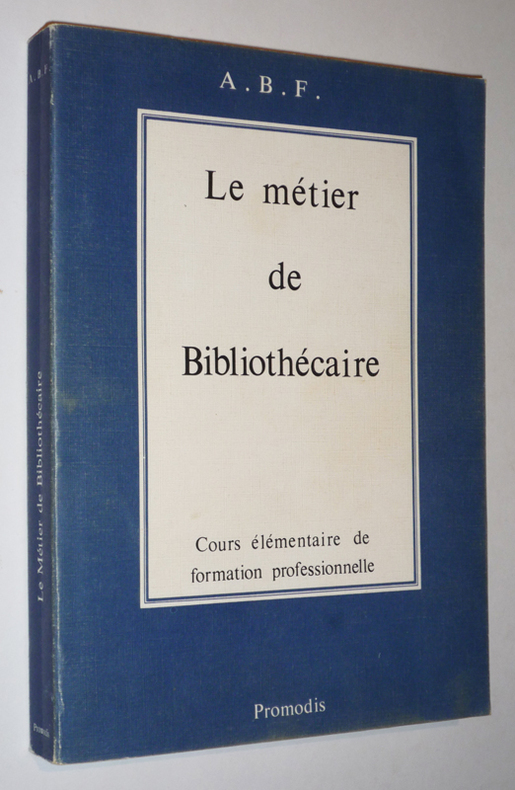 A.B.F.
Le métier
de
Bibliothécaire
Cours élémentaire de
formation professionnelle
Promodis
A.B.F.
Le Métier de Bibliothécaire
Promodis